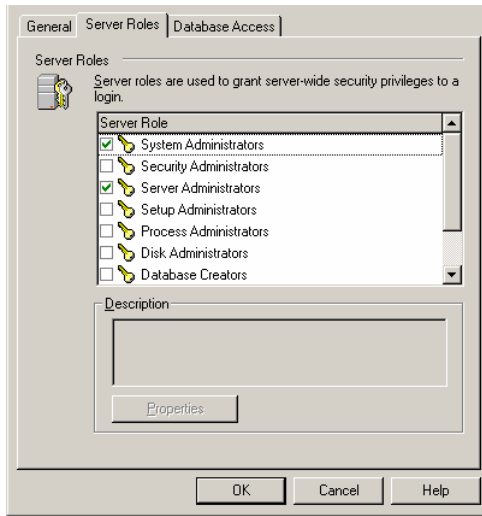 General Server Roles Database Access
Server Roles
Server roles are used to grant server-wide security privileges to a
login.
Server Role
System Administrators
Security Administrators
Server Administrators
Setup Administrators
Process Administrators
Disk Administrators
Database Creators
Description
Properties
OK Cancel Help